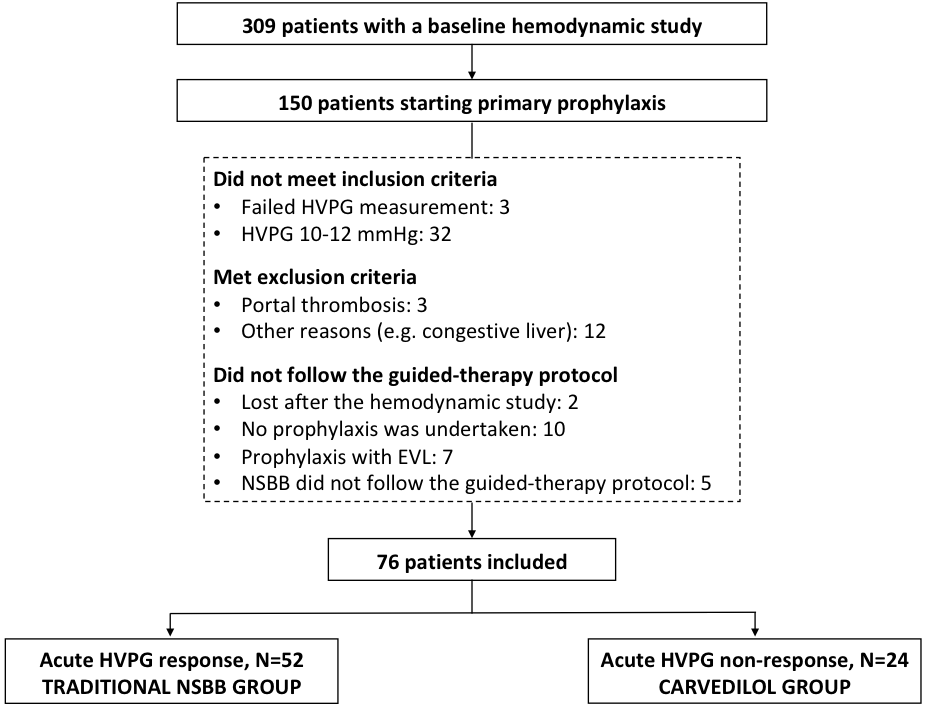 309 patients with a baseline hemodynamic study
150 patients starting primary prophylaxis
Did not meet inclusion criteria
• Failed HVPG measurement: 3
• HVPG 10-12 mmHg: 32
Met exclusion criteria
• Portal thrombosis: 3
• Other reasons (e.g. congestive liver): 12
Did not follow the guided-therapy protocol
• Lost after the hemodynamic study: 2
• No prophylaxis was undertaken: 10
• Prophylaxis with EVL: 7
• NSBB did not follow the guided-therapy protocol: 5
76 patients included
Acute HVPG response, N=52
TRADITIONAL NSBB GROUP
Acute HVPG non-response, N=24
CARVEDILOL GROUP